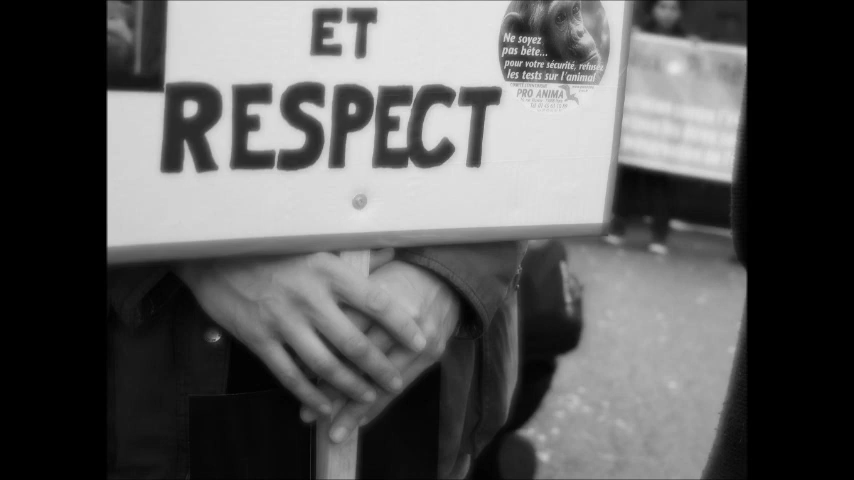 ET
RESPECT
Ne soyez
pas bête...
pour votre sécurité, refusez
les tests sur l'animal
PRO ANIMA